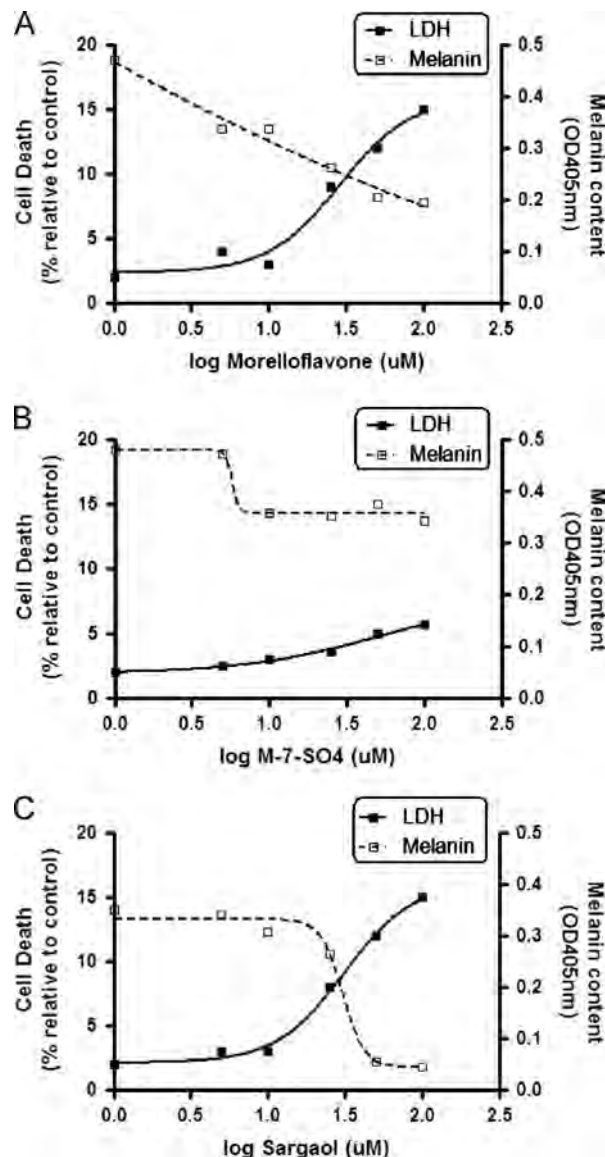 A
LDH
Melanin
Cell Death
(% relative to control)
20
15
10
5
0
0.5
0.4
0.3
0.2
0.1
0.0
Melanin content
(OD405nm)
0.0 0.5 1.0 1.5 2.0 2.5
log Morelloflavone (uM)
B
LDH
Melanin
Cell Death
(% relative to control)
20
15
10
5
0
0.5
0.4
0.3
0.2
0.1
0.0
Melanin content
(OD405nm)
0.0 0.5 1.0 1.5 2.0 2.5
log M-7-SO4 (uM)
C
LDH
Melanin
Cell Death
(% relative to control)
20
15
10
5
0
0.5
0.4
0.3
0.2
0.1
0.0
Melanin content
(OD405nm)
0.0 0.5 1.0 1.5 2.0 2.5
log Sargaol (uM)